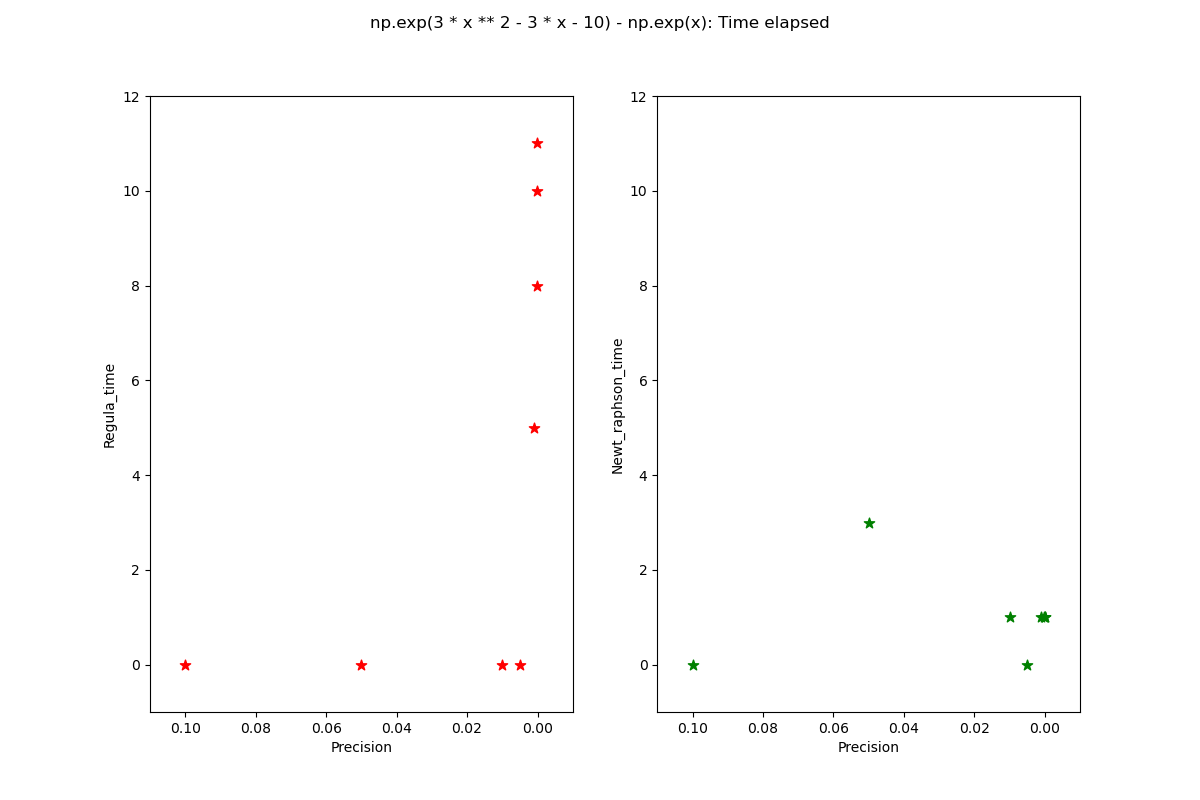 np.exp(3 * x ** 2 - 3 * x - 10) - np.exp(x): Time elapsed
12
10
8
6
4
2
0
Regula_time
0.10 0.08 0.06 0.04 0.02 0.00
Precision
12
10
8
6
4
2
0
Newt_raphson_time
0.10 0.08 0.06 0.04 0.02 0.00
Precision